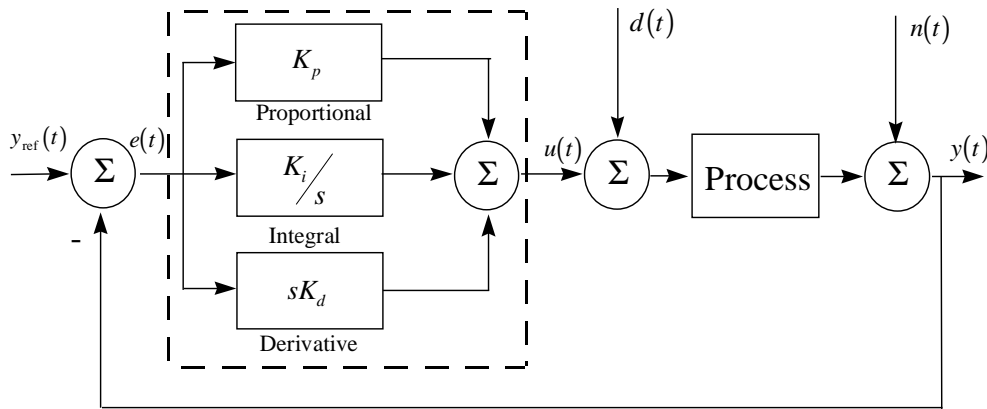 d(t)
n(t)
K_p
Proportional
y_ref(t)
e(t)
Σ
K_i/s
Integral
Σ
u(t)
Σ
Process
Σ
y(t)
-
sK_d
Derivative